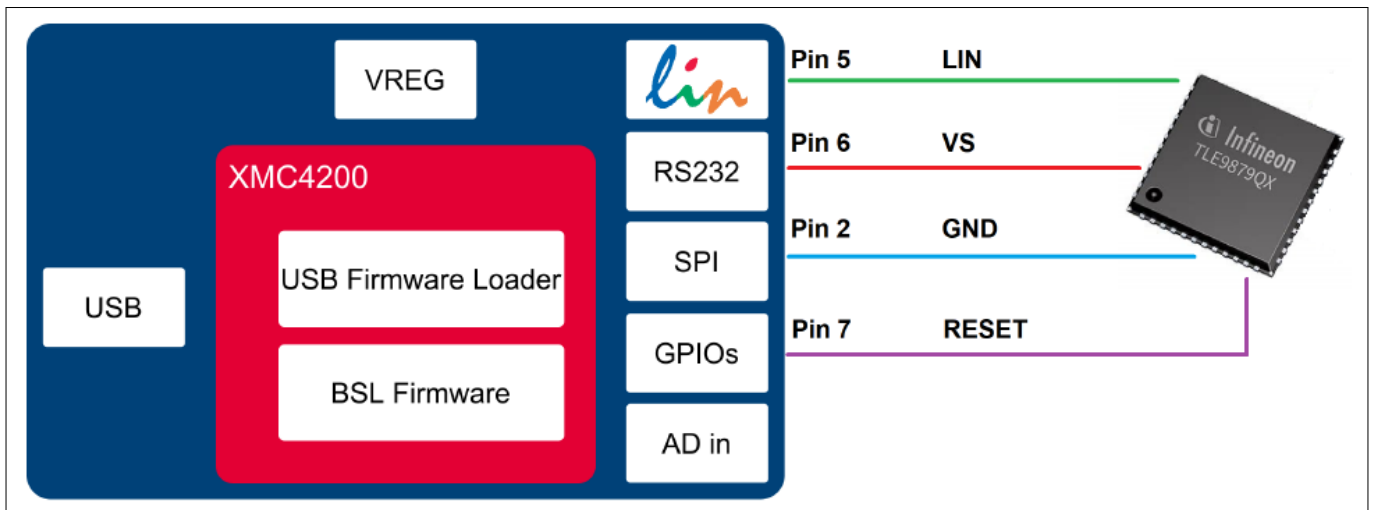 VREG
lin
XMC4200
USB Firmware Loader
BSL Firmware
USB
RS232
SPI
GPIOs
AD in
Pin 5 LIN
Pin 6 VS
Pin 2 GND
Pin 7 RESET
Infineon
TLE9879QX